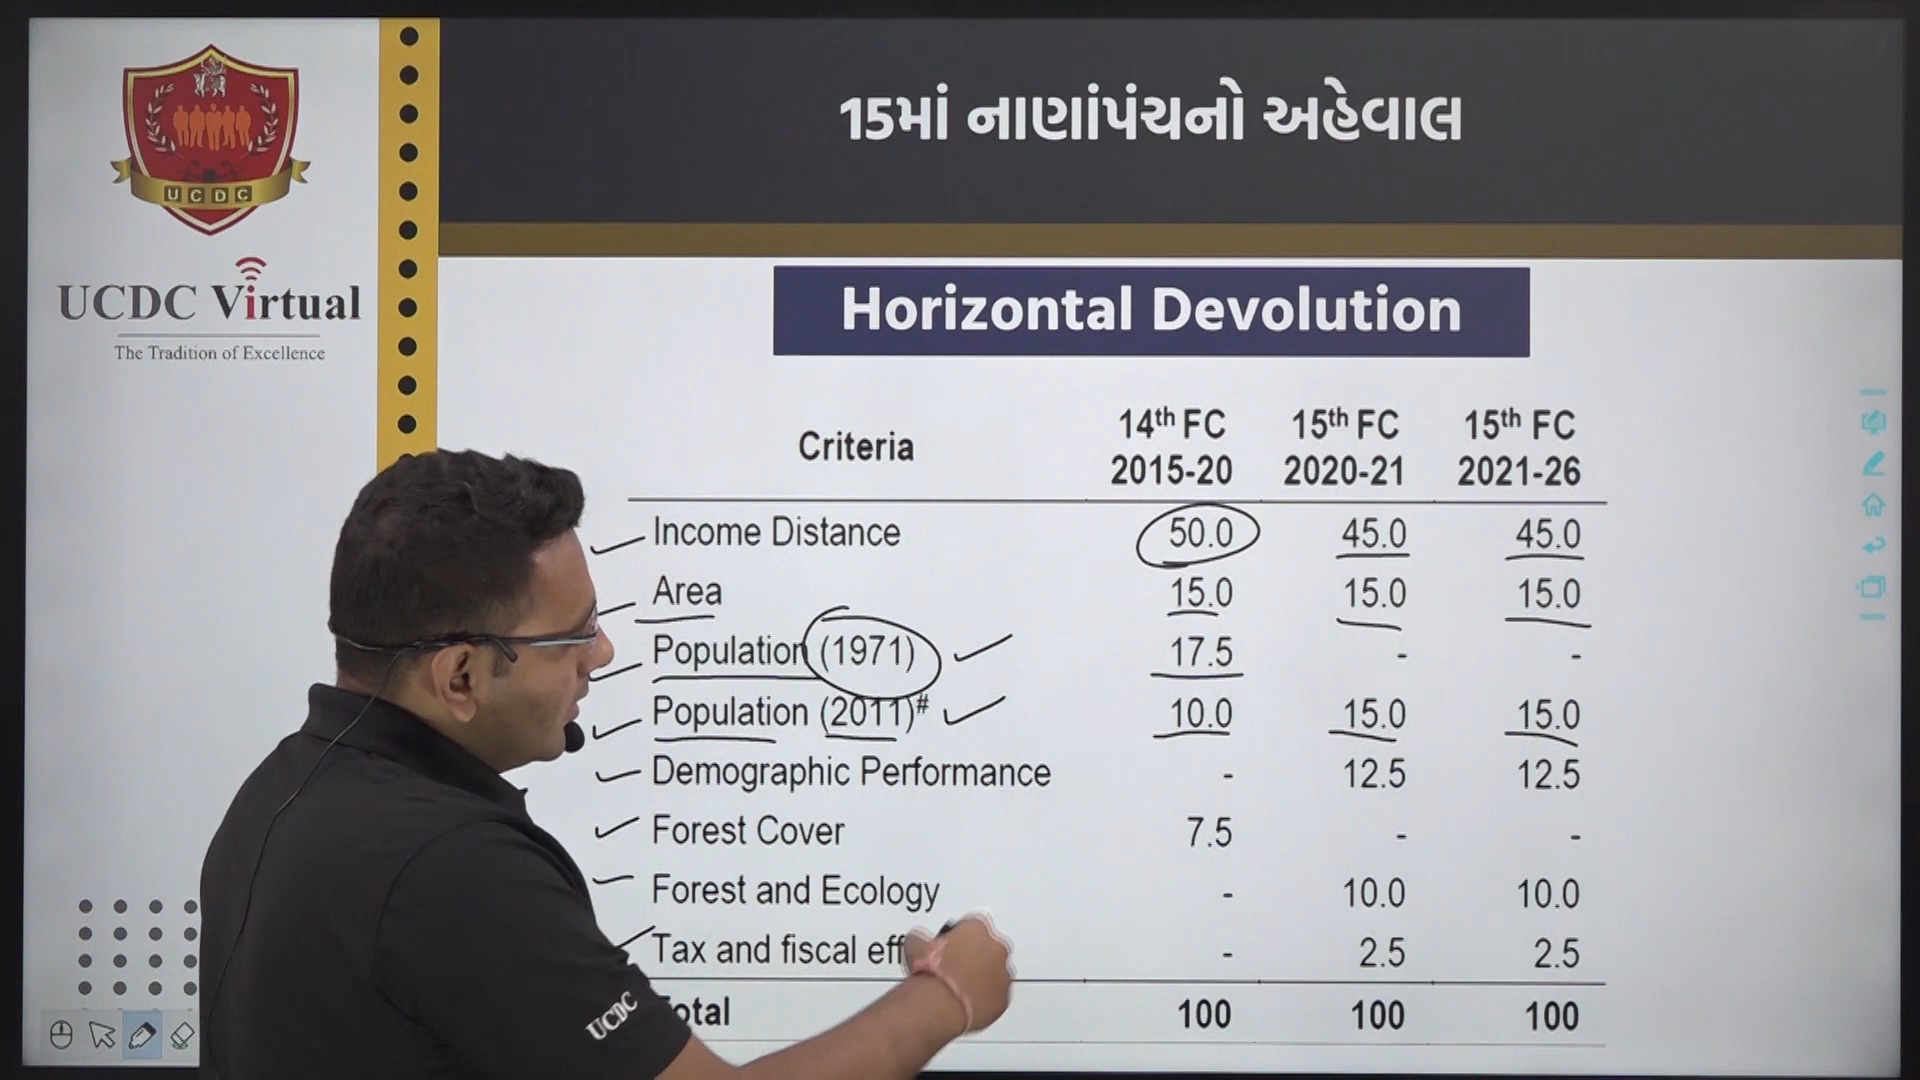 15માં નાણાંપંચનો અહેવાલ
UCDC
UCDC Virtual
The Tradition of Excellence
Horizontal Devolution
Criteria 14th FC 2015-20 15th FC 2020-21 15th FC 2021-26
Income Distance 50.0 45.0 45.0
Area 15.0 15.0 15.0
Population (1971) 17.5 - -
Population (2011)# 10.0 15.0 15.0
Demographic Performance - 12.5 12.5
Forest Cover 7.5 - -
Forest and Ecology - 10.0 10.0
Tax and fiscal - 2.5 2.5
100 100 100
UCDC